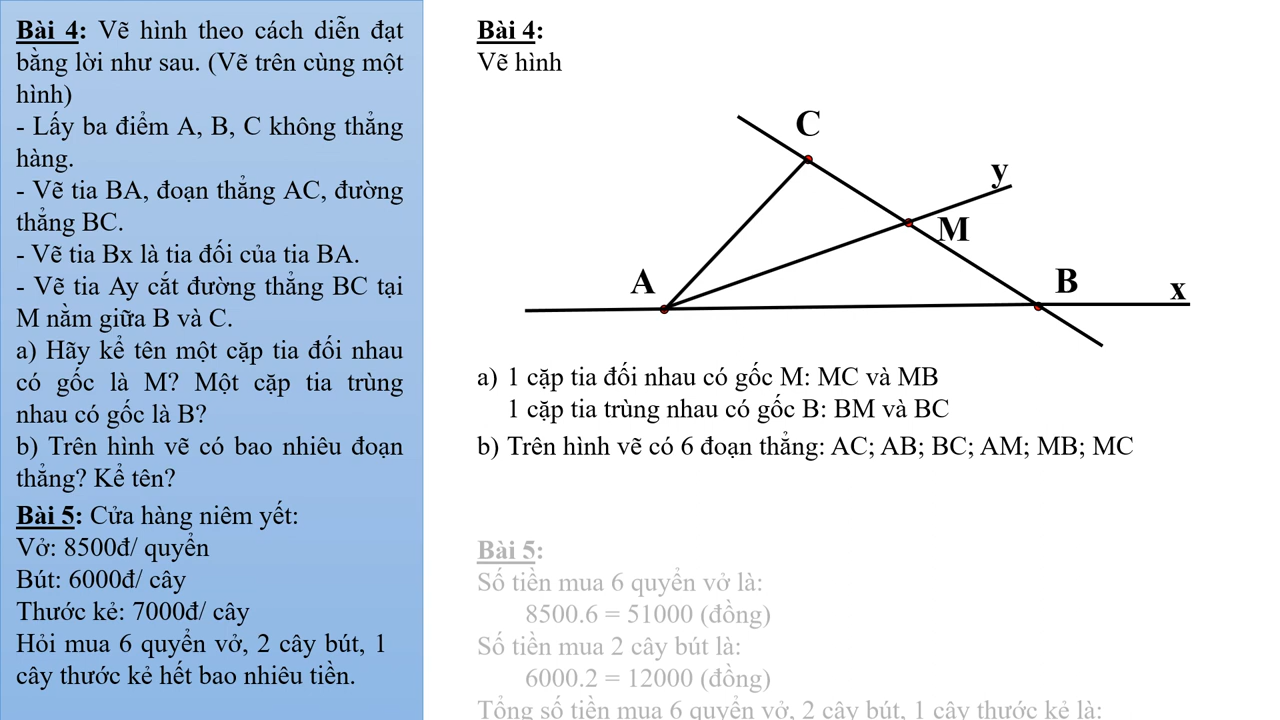 Bài 4: Vẽ hình theo cách diễn đạt
bằng lời như sau. (Vẽ trên cùng một
hình)
- Lấy ba điểm A, B, C không thẳng
hàng.
- Vẽ tia BA, đoạn thẳng AC, đường
thẳng BC.
- Vẽ tia Bx là tia đối của tia BA.
- Vẽ tia Ay cắt đường thẳng BC tại
M nằm giữa B và C.
a) Hãy kể tên một cặp tia đối nhau
có gốc là M? Một cặp tia trùng
nhau có gốc là B?
b) Trên hình vẽ có bao nhiêu đoạn
thẳng? Kể tên?
Bài 5: Cửa hàng niêm yết:
Vở: 8500đ/ quyển
Bút: 6000đ/ cây
Thước kẻ: 7000đ/ cây
Hỏi mua 6 quyển vở, 2 cây bút, 1
cây thước kẻ hết bao nhiêu tiền.
Bài 4:
Vẽ hình
C
y
M
A
B
x
a) 1 cặp tia đối nhau có gốc M: MC và MB
1 cặp tia trùng nhau có gốc B: BM và BC
b) Trên hình vẽ có 6 đoạn thẳng: AC; AB; BC; AM; MB; MC
Bài 5:
Số tiền mua 6 quyển vở là:
8500.6 = 51000 (đồng)
Số tiền mua 2 cây bút là:
6000.2 = 12000 (đồng)
Tổng số tiền mua 6 quyển vở, 2 cây bút, 1 cây thước kẻ là: